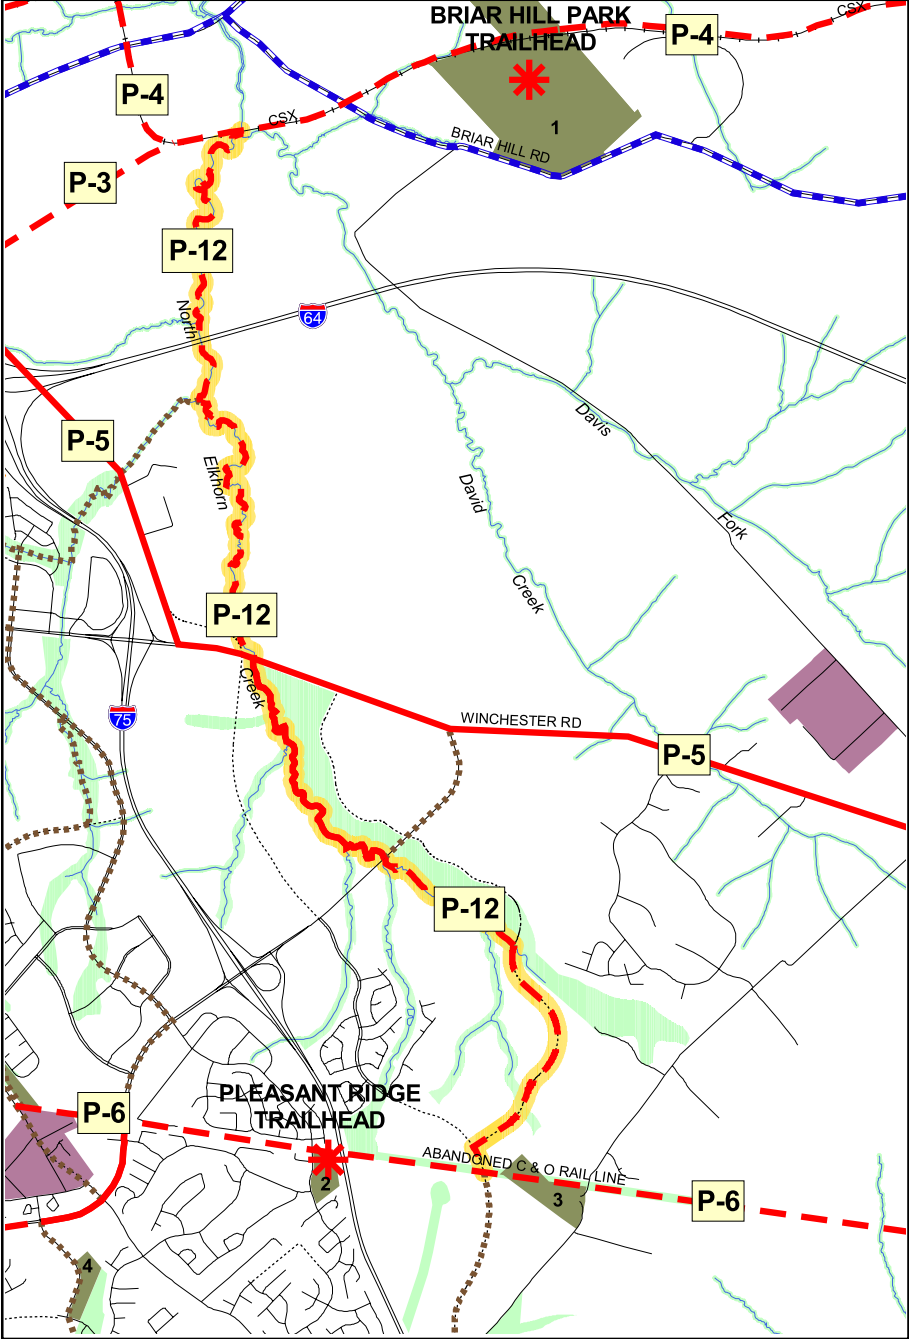 BRIAR HILL PARK
TRAILHEAD
CSX
P-4
P-4
CSX
1
BRIAR HILL RD
P-3
P-12
North
64
Davis
P-5
Elkhorn
David
Fork
Creek
P-12
Creek
75
WINCHESTER RD
P-5
P-12
PLEASANT RIDGE
TRAILHEAD
P-6
ABANDONED C & O RAIL LINE
2
3
P-6
4